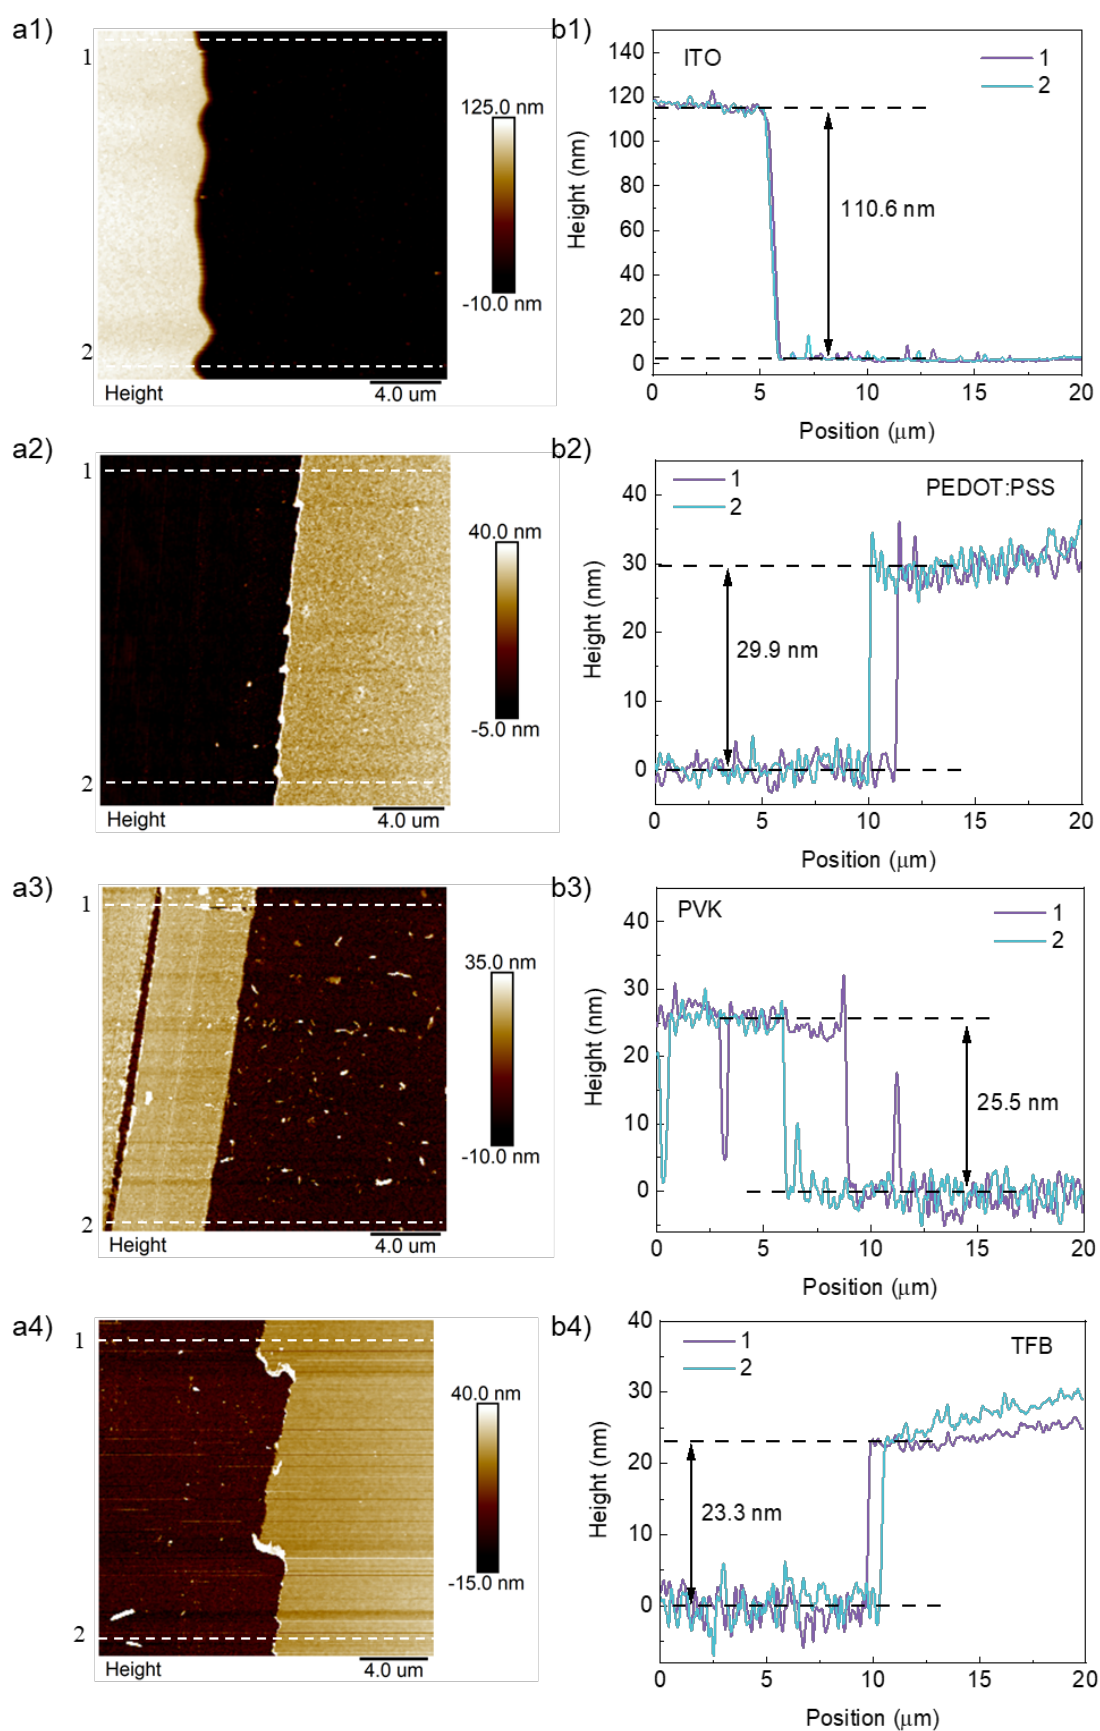 a1)
1
2
125.0 nm
-10.0 nm
Height
4.0 um
b1)
ITO
1
2
110.6 nm
Height (nm)
140
120
100
80
60
40
20
0
0 5 10 15 20
Position (μm)
a2)
1
2
40.0 nm
-5.0 nm
Height
4.0 um
b2)
1
2
PEDOT:PSS
29.9 nm
Height (nm)
40
30
20
10
0
0 5 10 15 20
Position (μm)
a3)
1
2
35.0 nm
-10.0 nm
Height
4.0 um
b3)
PVK
1
2
25.5 nm
Height (nm)
40
30
20
10
0
0 5 10 15 20
Position (μm)
a4)
1
2
40.0 nm
-15.0 nm
Height
4.0 um
b4)
1
2
TFB
23.3 nm
Height (nm)
40
30
20
10
0
0 5 10 15 20
Position (μm)